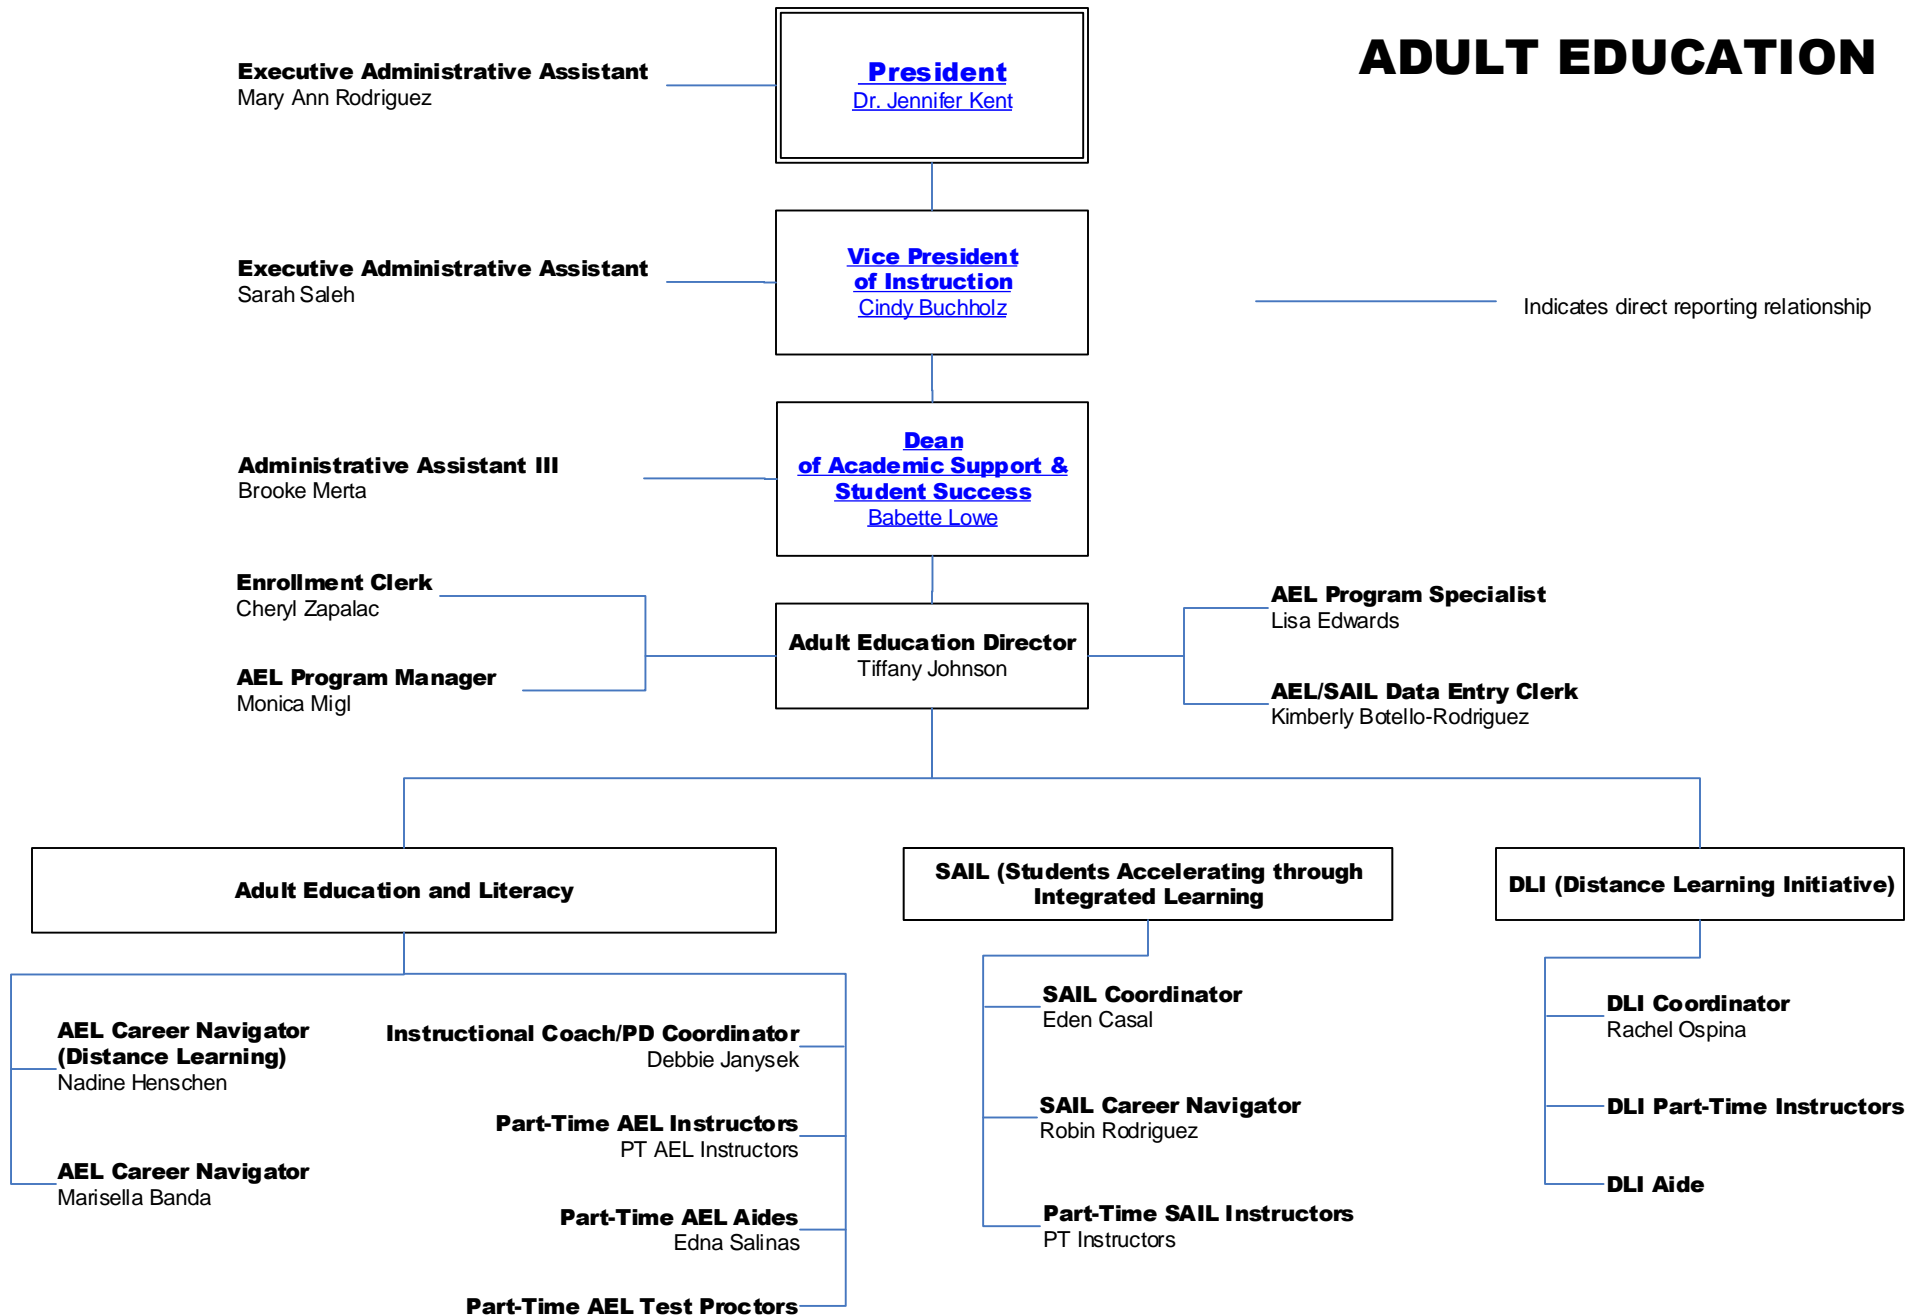 ADULT EDUCATION
Executive Administrative Assistant
Mary Ann Rodriguez
President
Dr. Jennifer Kent
Executive Administrative Assistant
Sarah Saleh
Vice President
of Instruction
Cindy Buchholz
Indicates direct reporting relationship
Administrative Assistant III
Brooke Merta
Dean
of Academic Support &
Student Success
Babette Lowe
Enrollment Clerk
Cheryl Zapalac
AEL Program Manager
Monica Migl
Adult Education Director
Tiffany Johnson
AEL Program Specialist
Lisa Edwards
AEL/SAIL Data Entry Clerk
Kimberly Botello-Rodriguez
Adult Education and Literacy
SAIL (Students Accelerating through
Integrated Learning
DLI (Distance Learning Initiative)
AEL Career Navigator
(Distance Learning)
Nadine Henschen
AEL Career Navigator
Marisella Banda
Instructional Coach/PD Coordinator
Debbie Janysek
Part-Time AEL Instructors
PT AEL Instructors
Part-Time AEL Aides
Edna Salinas
Part-Time AEL Test Proctors
SAIL Coordinator
Eden Casal
SAIL Career Navigator
Robin Rodriguez
Part-Time SAIL Instructors
PT Instructors
DLI Coordinator
Rachel Ospina
DLI Part-Time Instructors
DLI Aide